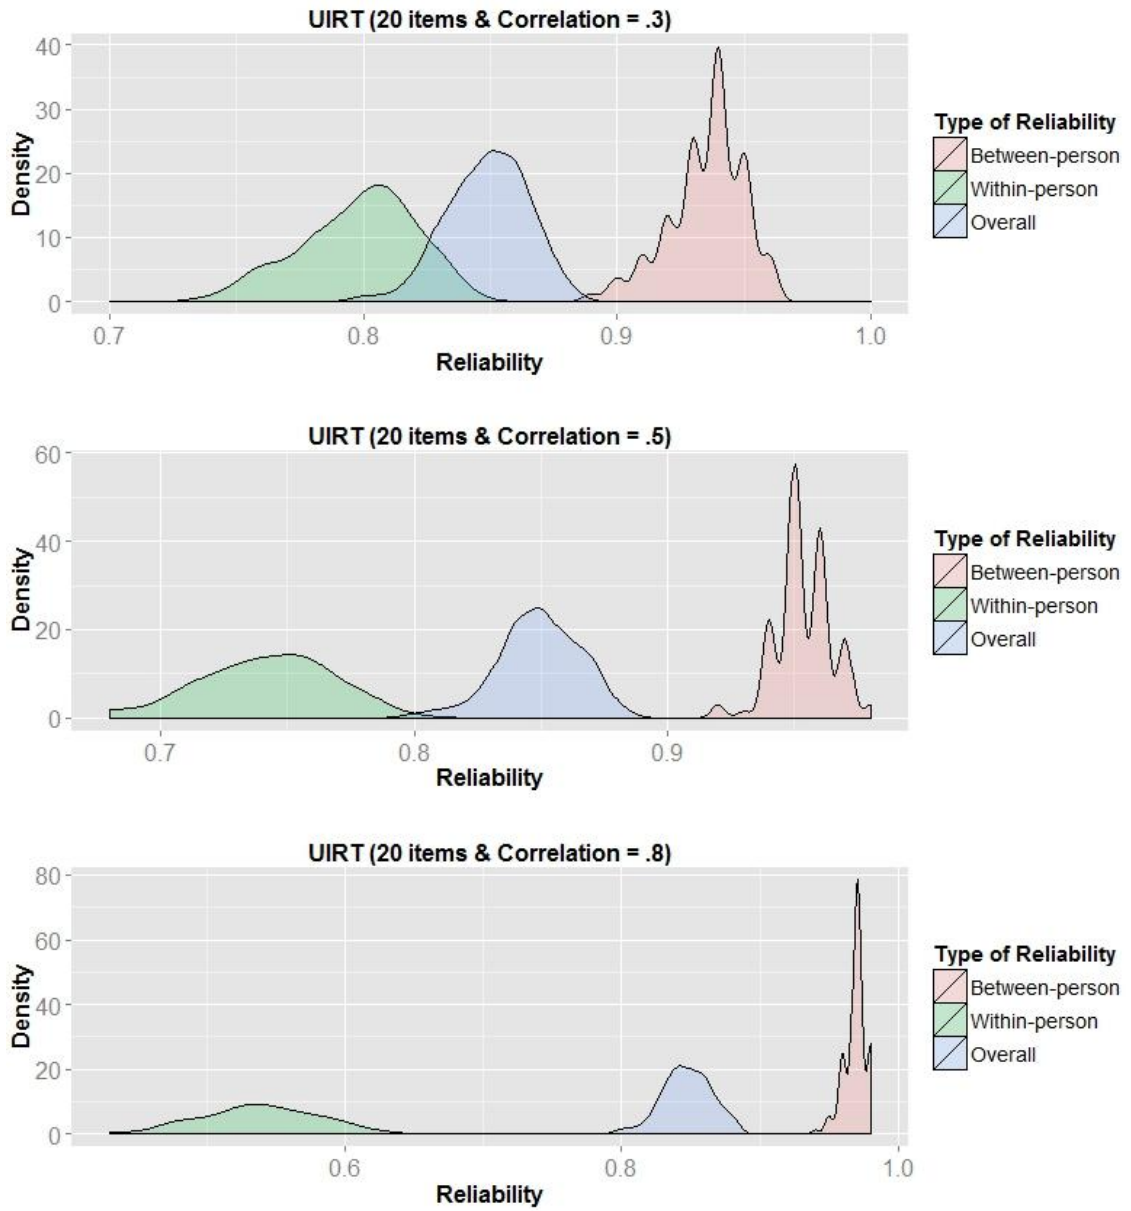 UIRT (20 items & Correlation = .3)
40
30
20
10
0
Density
0.7 0.8 0.9 1.0
Reliability
Type of Reliability
Between-person
Within-person
Overall
UIRT (20 items & Correlation = .5)
60
40
20
0
Density
0.7 0.8 0.9
Reliability
Type of Reliability
Between-person
Within-person
Overall
UIRT (20 items & Correlation = .8)
80
60
40
20
0
Density
0.6 0.8 1.0
Reliability
Type of Reliability
Between-person
Within-person
Overall